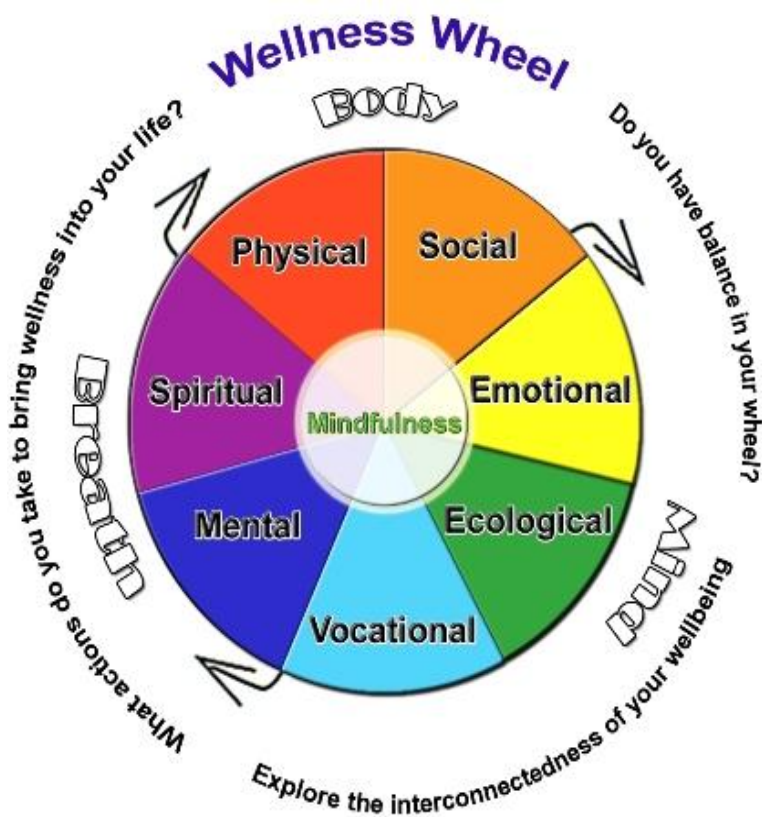 Wellness Wheel
Body
Do you have balance in your wheel?
Mind
Explore the interconnectedness of your wellbeing
What actions do you take to bring wellness into your life?
Breath
Physical
Social
Emotional
Ecological
Vocational
Mental
Spiritual
Mindfulness